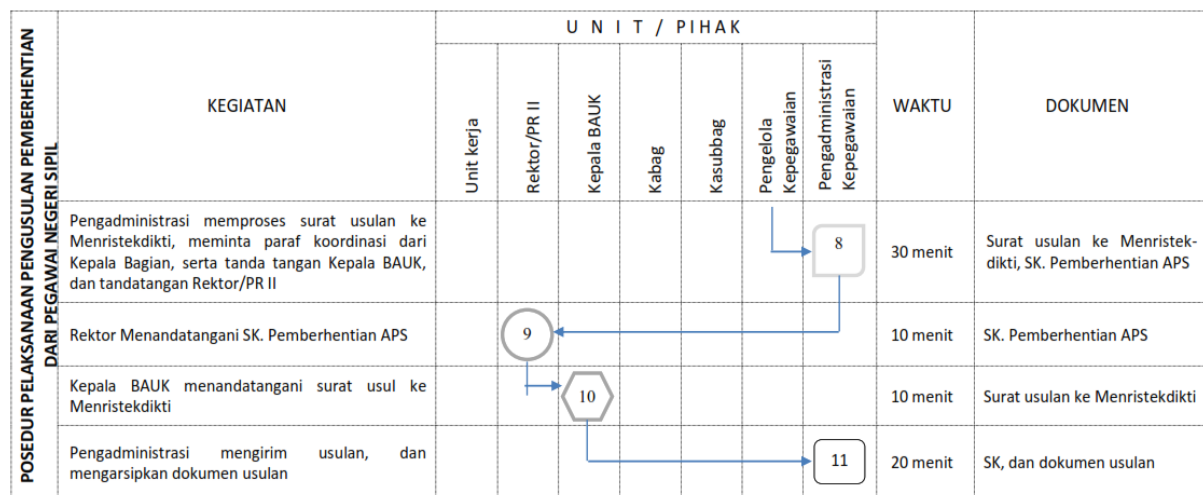 POSEDUR PELAKSANAAN PENGUSULAN PEMBERHENTIAN
DARI PEGAWAI NEGERI SIPIL
KEGIATAN
U N I T / PIHAK
Unit kerja
Rektor/PR II
Kepala BAUK
Kabag
Kasubbag
Pengelola
Kepegawaian
Pengadministrasi
Kepegawaian
WAKTU
DOKUMEN
Pengadministrasi memproses surat usulan ke
Menristekdikti, meminta paraf koordinasi dari
Kepala Bagian, serta tanda tangan Kepala BAUK,
dan tandatangan Rektor/PR II
8
30 menit
Surat usulan ke Menristek-
dikti, SK. Pemberhentian APS
Rektor Menandatangani SK. Pemberhentian APS
9
10 menit
SK. Pemberhentian APS
Kepala BAUK menandatangani surat usul ke
Menristekdikti
10
10 menit
Surat usulan ke Menristekdikti
Pengadministrasi mengirim usulan, dan
mengarsipkan dokumen usulan
11
20 menit
SK, dan dokumen usulan